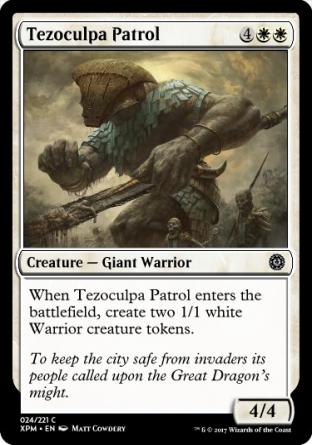 Tezoculpa Patrol 4
Creature — Giant Warrior
When Tezoculpa Patrol enters the
battlefield, create two 1/1 white
Warrior creature tokens.
To keep the city safe from invaders its
people called upon the Great Dragon's
might.
4/4
024/221 C
XPM • EN Matt Cowdery
™ & © 2017 Wizards of the Coast